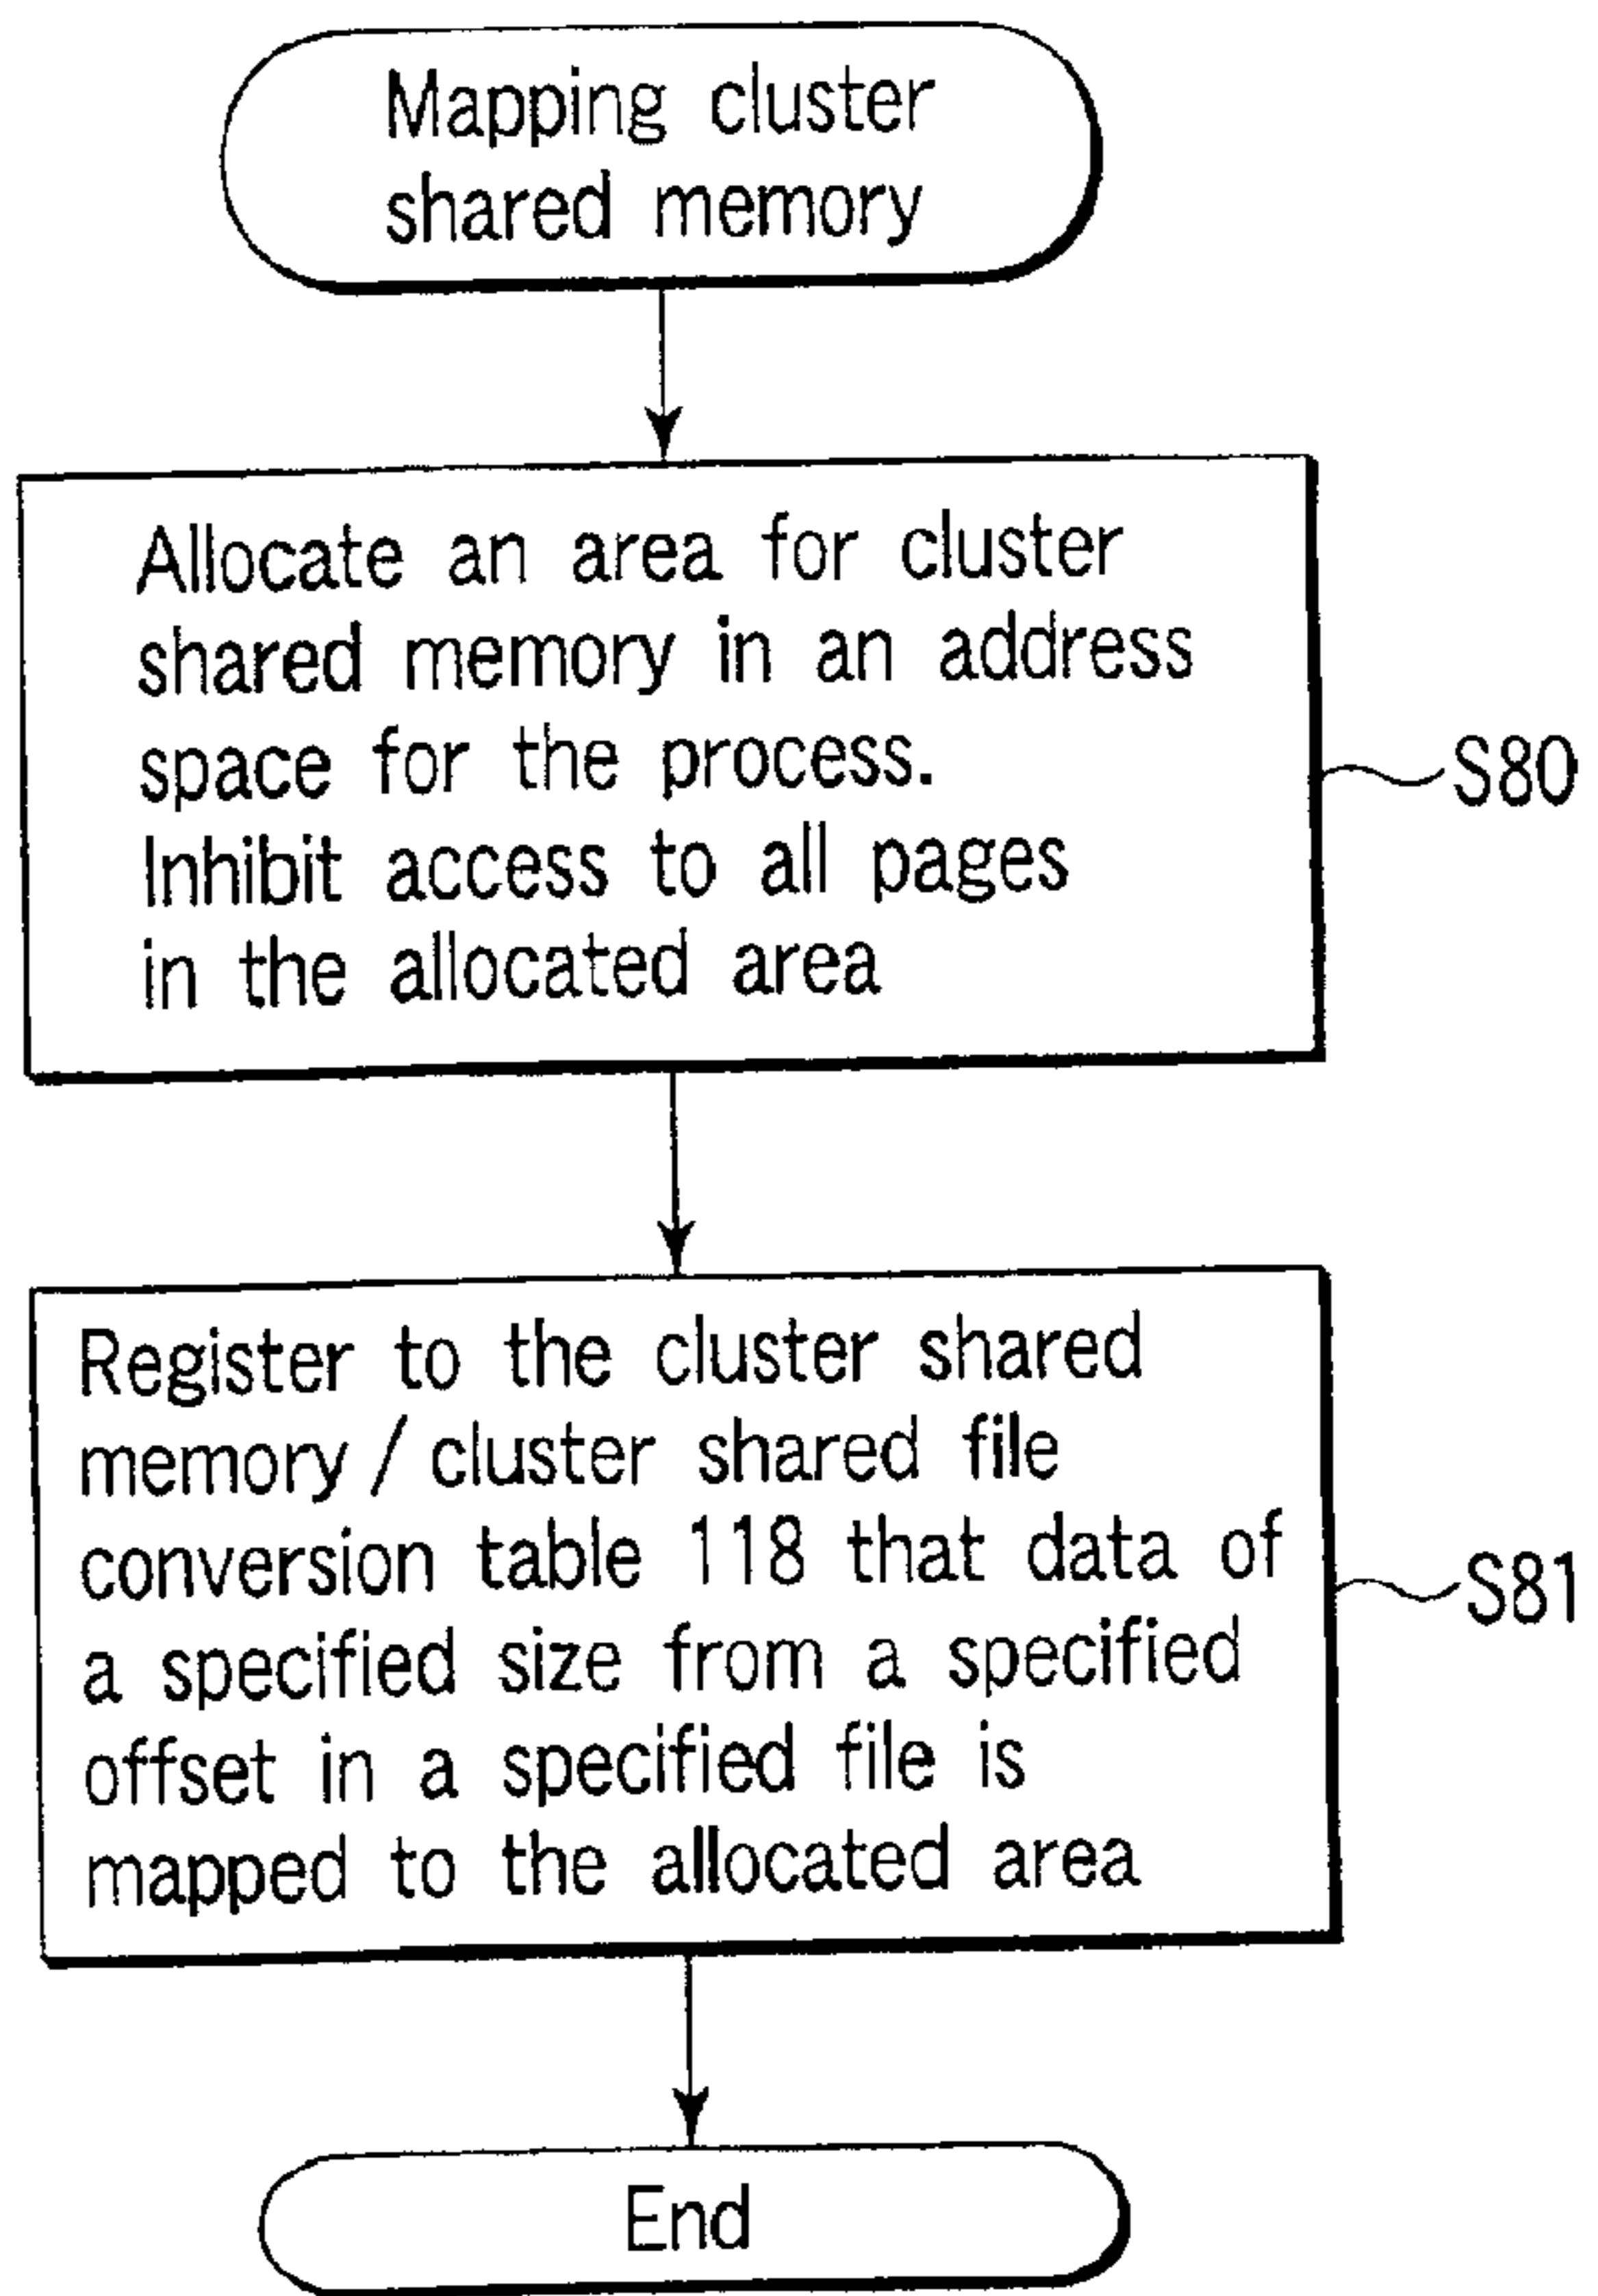 Mapping cluster
shared memory
Allocate an area for cluster
shared memory in an address
space for the process.
Inhibit access to all pages
in the allocated area
S80
Register to the cluster shared
memory / cluster shared file
conversion table 118 that data of
a specified size from a specified
offset in a specified file is
mapped to the allocated area
S81
End